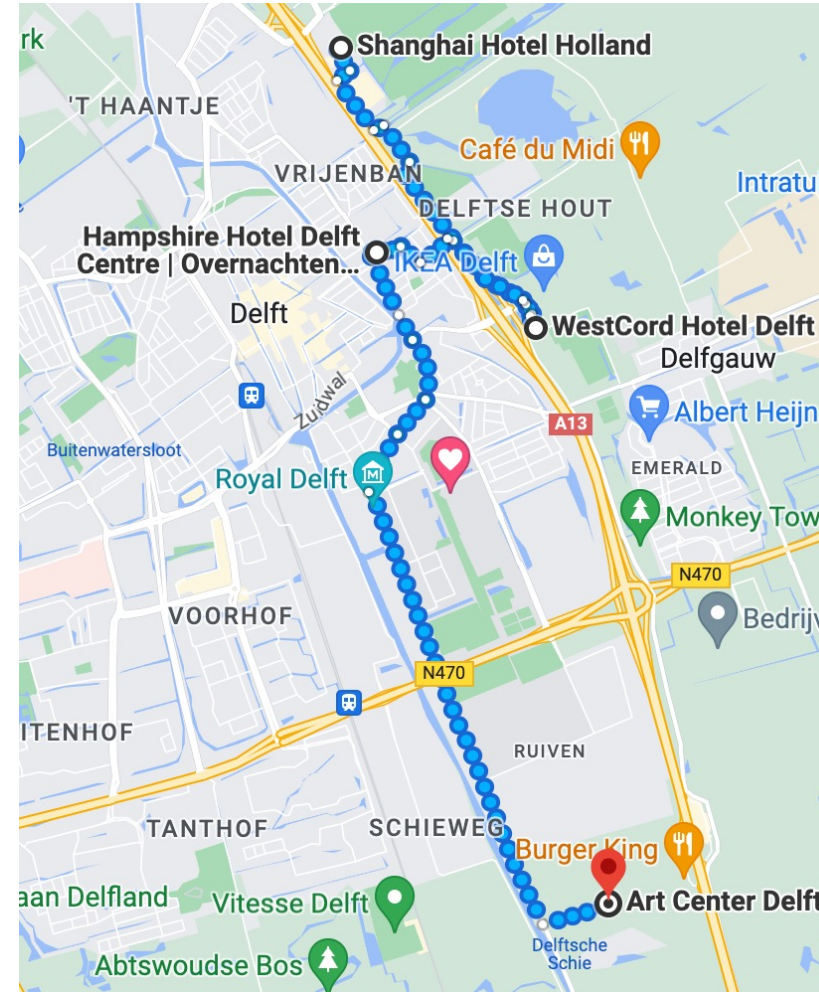 rk
Shanghai Hotel Holland
'T HAANTJE
Café du Midi
VRIJENBAN
Intratu
DELFTSE HOUT
Hampshire Hotel Delft
Centre | Overnachten...
IKEA Delft
Delft
WestCord Hotel Delft
Delfgauw
Zuidwal
A13
Albert Heijn
Buitenwatersloot
Royal Delft
EMERALD
Monkey Tow
N470
VOORHOF
Bedrijv
N470
ITENHOF
RUIVEN
TANTHOF
SCHIEWEG
Burger King
aan Delfland
Vitesse Delft
Art Center Delft
Delftsche
Schie
Abtswoudse Bos